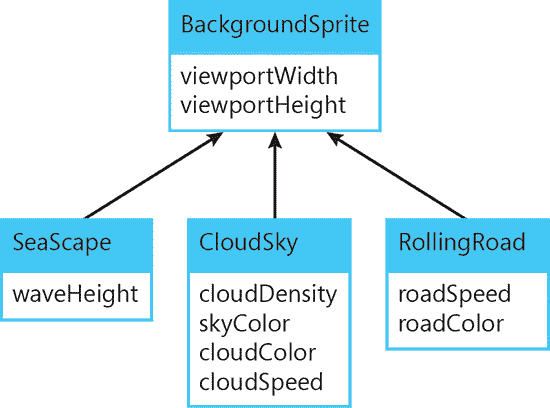 BackgroundSprite
viewportWidth
viewportHeight
SeaScape
waveHeight
CloudSky
cloudDensity
skyColor
cloudColor
cloudSpeed
RollingRoad
roadSpeed
roadColor